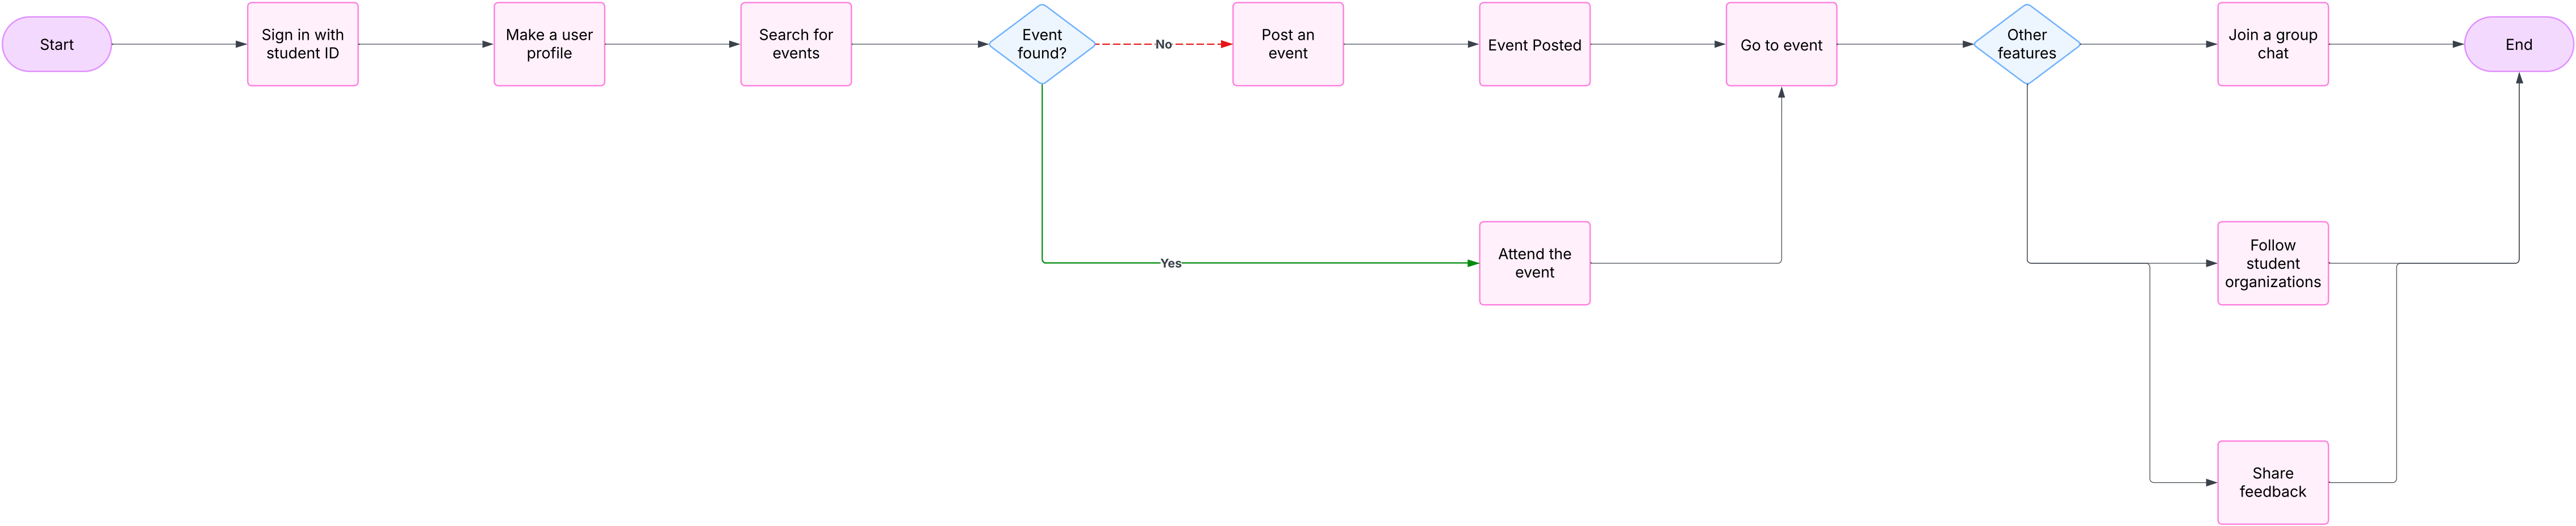 Start
Sign in with
student ID
Make a user
profile
Search for
events
Event
found?
No
Post an
event
Event Posted
Go to event
Other
features
Join a group
chat
End
Yes
Attend the
event
Follow
student
organizations
Share
feedback